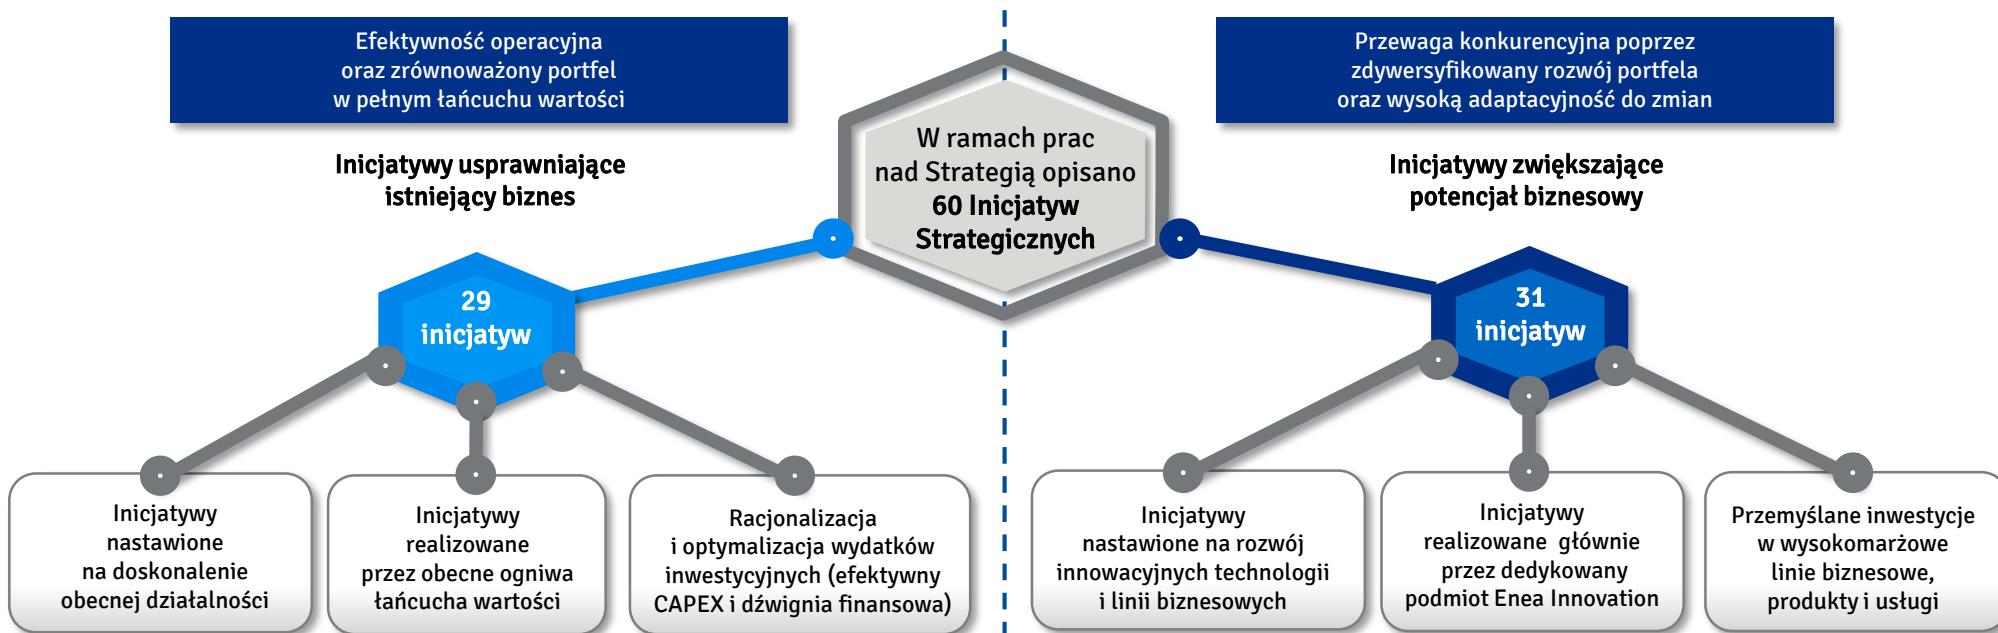 Efektywność operacyjna
oraz zrównoważony portfel
w pełnym łańcuchu wartości
Inicjatywy usprawniające
istniejący biznes
W ramach prac
nad Strategią opisano
60 Inicjatyw
Strategicznych
Przewaga konkurencyjna poprzez
zdywersyfikowany rozwój portfela
oraz wysoką adaptacyjność do zmian
Inicjatywy zwiększające
potencjał biznesowy
29
inicjatyw
31
inicjatyw
Inicjatywy
nastawione
na doskonalenie
obecnej działalności
Inicjatywy
realizowane
przez obecne ogniwa
łańcucha wartości
Racjonalizacja
i optymalizacja wydatków
inwestycyjnych (efektywny
CAPEX i dźwignia finansowa)
Inicjatywy
nastawione na rozwój
innowacyjnych technologii
i linii biznesowych
Inicjatywy
realizowane głównie
przez dedykowany
podmiot Enea Innovation
Przemyślane inwestycje
w wysokomarżowe
linie biznesowe,
produkty i usługi